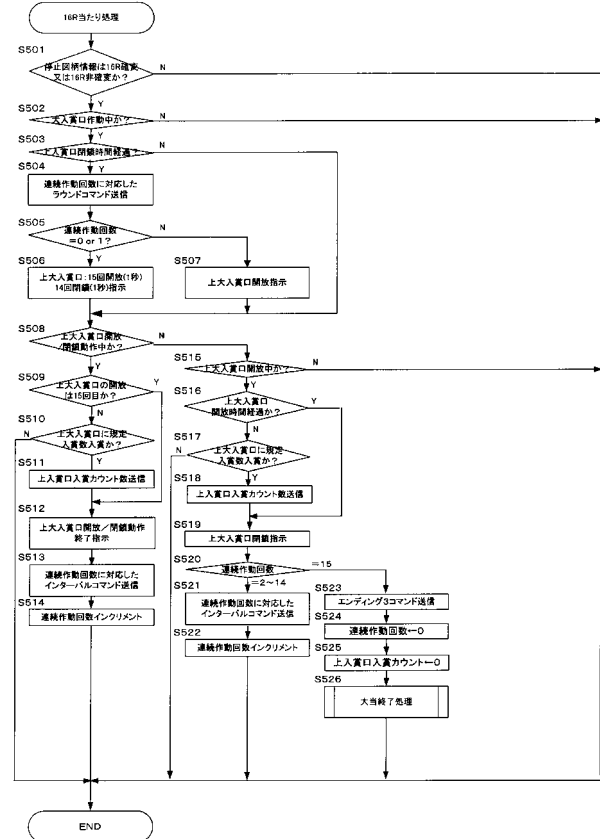 16R当たり処理
S501
停止図柄情報は16R確変
又は16R非確変か？
N
Y
S502
大入賞口作動中か？
N
Y
S503
上入賞口閉鎖時間経過？
N
Y
S504
連続作動回数に対応した
ラウンドコマンド送信
S505
連続作動回数
=0 or 1？
N
Y
S506
上大入賞口：15回開放(1秒)
14回閉鎖(1秒)指示
S507
上大入賞口開放指示
S508
上大入賞口開放
/閉鎖動作中か？
N
Y
S509
上大入賞口の開放
は15回目か？
Y
N
S510
上大入賞口に規定
入賞数入賞か？
N
Y
S511
上入賞口入賞カウント数送信
S512
上大入賞口開放／閉鎖動作
終了指示
S513
連続作動回数に対応した
インターバルコマンド送信
S514
連続作動回数インクリメント
S515
上大入賞口開放中か？
N
Y
S516
上大入賞口
開放時間経過か？
Y
N
S517
上大入賞口に規定
入賞数入賞か？
N
Y
S518
上入賞口入賞カウント数送信
S519
上大入賞口閉鎖指示
S520
連続作動回数
=15
=2～14
S521
連続作動回数に対応した
インターバルコマンド送信
S522
連続作動回数インクリメント
S523
エンディング3コマンド送信
S524
連続作動回数←0
S525
上入賞口入賞カウント←0
S526
大当終了処理
END